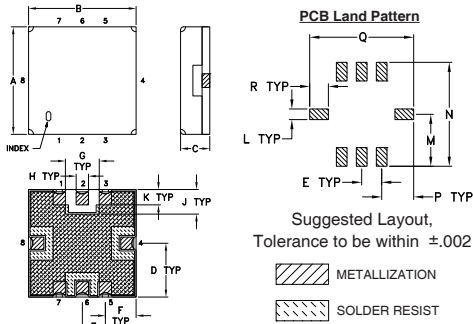 B
7 6 5
A
8
4
INDEX
1 2 3
C
G
TYP
H TYP
1 2 3
K TYP
J TYP
8
4
D TYP
7 6 5
F
TYP
PCB Land Pattern
Q
R TYP
L TYP
N
M
E TYP
P TYP
Suggested Layout,
Tolerance to be within ±.002
METALLIZATION
SOLDER RESIST